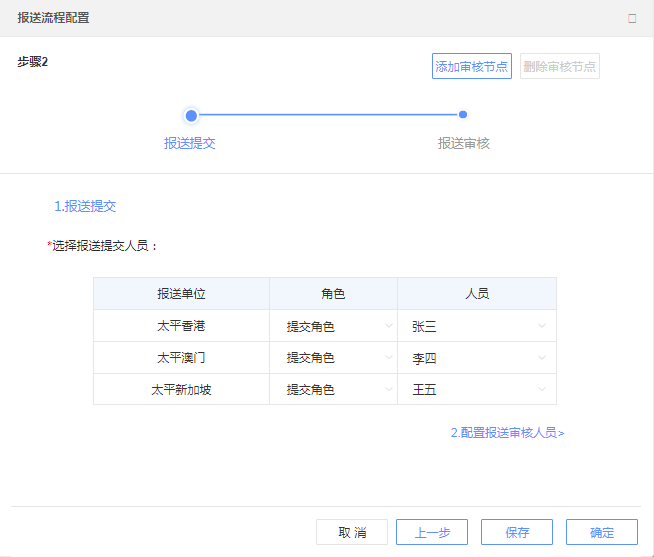 报送流程配置
步骤2
添加审核节点 删除审核节点
报送提交 报送审核
1.报送提交
*选择报送提交人员：
报送单位 角色 人员
太平香港 提交角色 张三
太平澳门 提交角色 李四
太平新加坡 提交角色 王五
2.配置报送审核人员>
取 消 上一步 保存 确定